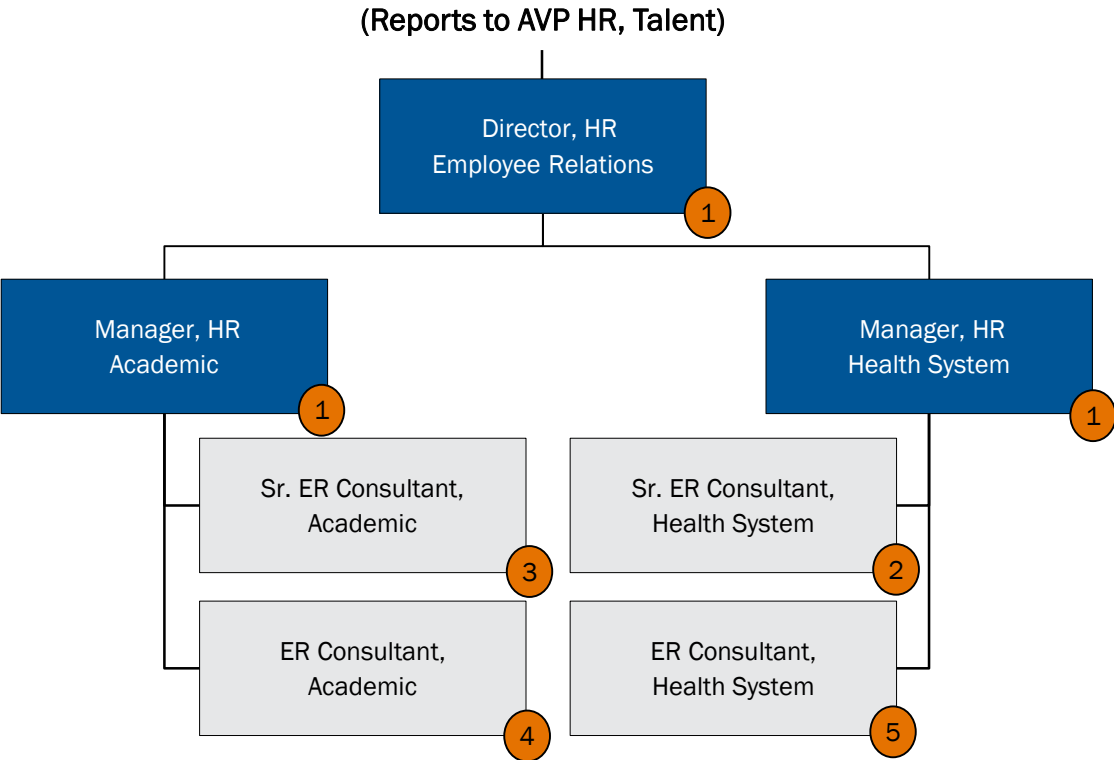 (Reports to AVP HR, Talent)
Director, HR
Employee Relations
1
Manager, HR
Academic
1
Manager, HR
Health System
1
Sr. ER Consultant,
Academic
3
Sr. ER Consultant,
Health System
2
ER Consultant,
Academic
4
ER Consultant,
Health System
5